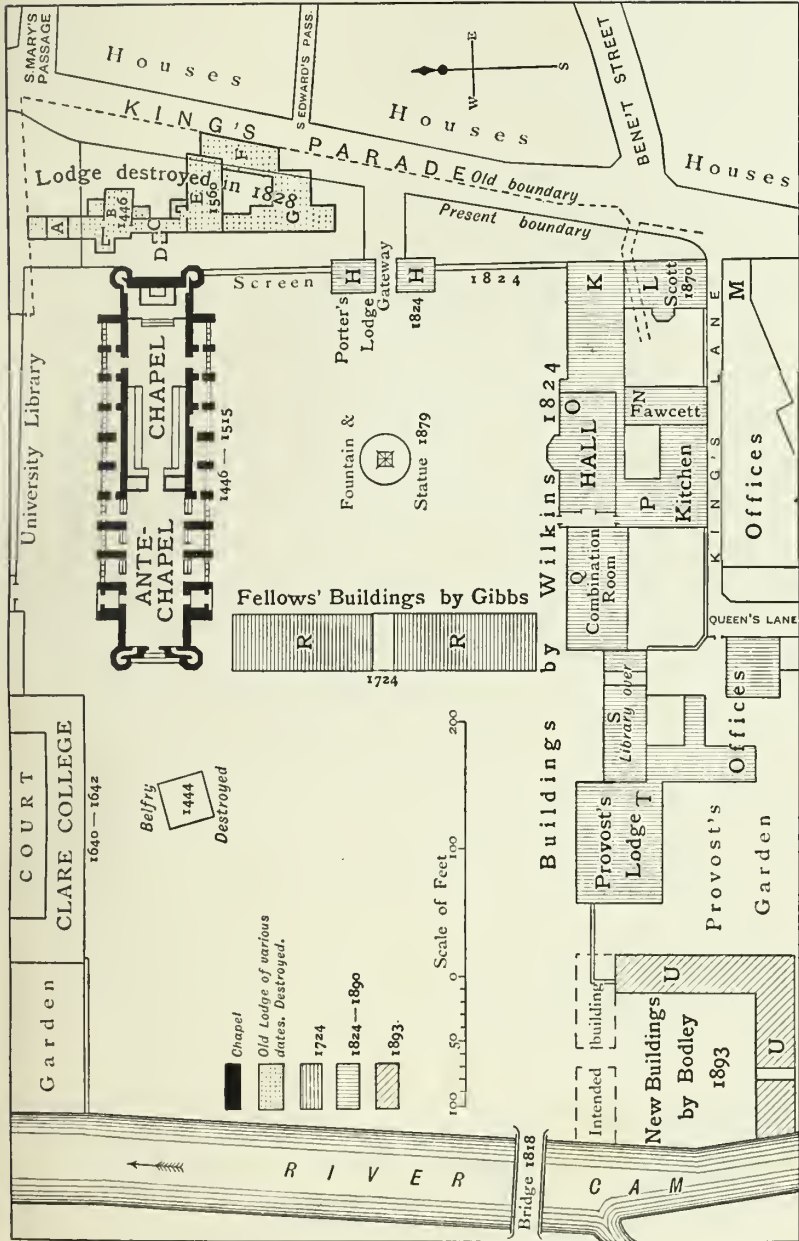 S. MARY'S
PASSAGE
Houses
S EDWARD'S PASS.
Houses
W E
S
BENE'T STREET
Houses
KING'S PARADE
Old boundary
Present boundary
Lodge destroyed in 1828
A
B
1446
C
D
E
1560
F
G
University Library
CHAPEL
ANTE-
CHAPEL
1446—1515
Screen
Porter's
Lodge
H
Gateway
H
1824
1824
K
L
Scott
1870
M
KING'S LANE
Fountain &
Statue 1879
Buildings by Wilkins 1824
O
HALL
N
Fawcett
P
Kitchen
Offices
Q
Combination
Room
QUEEN'S LANE
Fellows' Buildings by Gibbs
R
R
1724
S
Library over
Offices
Provost's
Lodge T
Provost's
Garden
COURT
CLARE COLLEGE
1640—1642
Garden
Belfry
1444
Destroyed
Chapel
Old Lodge of various
dates. Destroyed.
1724
1824—1890
1893.
Scale of Feet
100 50 0 100 200
Intended building
New Buildings
by Bodley
1893
U
U
RIVER CAM
Bridge 1818